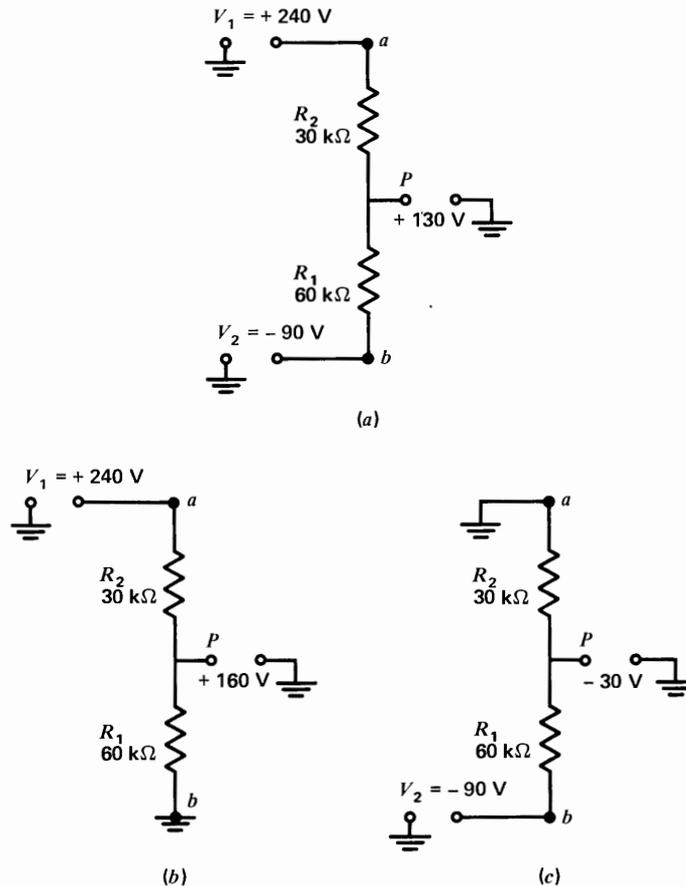 V₁ = + 240 V
a
R₂
30 kΩ
P
+ 130 V
R₁
60 kΩ
V₂ = – 90 V
b
(a)
V₁ = + 240 V
a
R₂
30 kΩ
P
+ 160 V
R₁
60 kΩ
b
(b)
a
R₂
30 kΩ
P
– 30 V
R₁
60 kΩ
V₂ = – 90 V
b
(c)